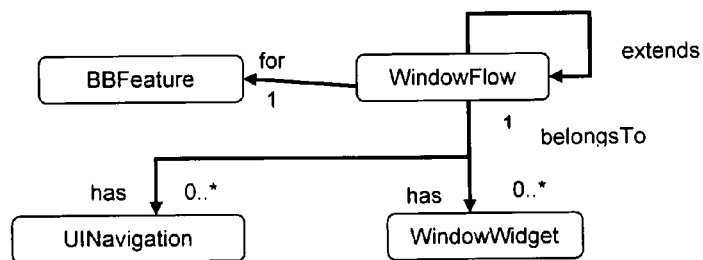 for
extends
BBFeature
WindowFlow
1
1
belongsTo
has
0..*
has
0..*
UINavigation
WindowWidget